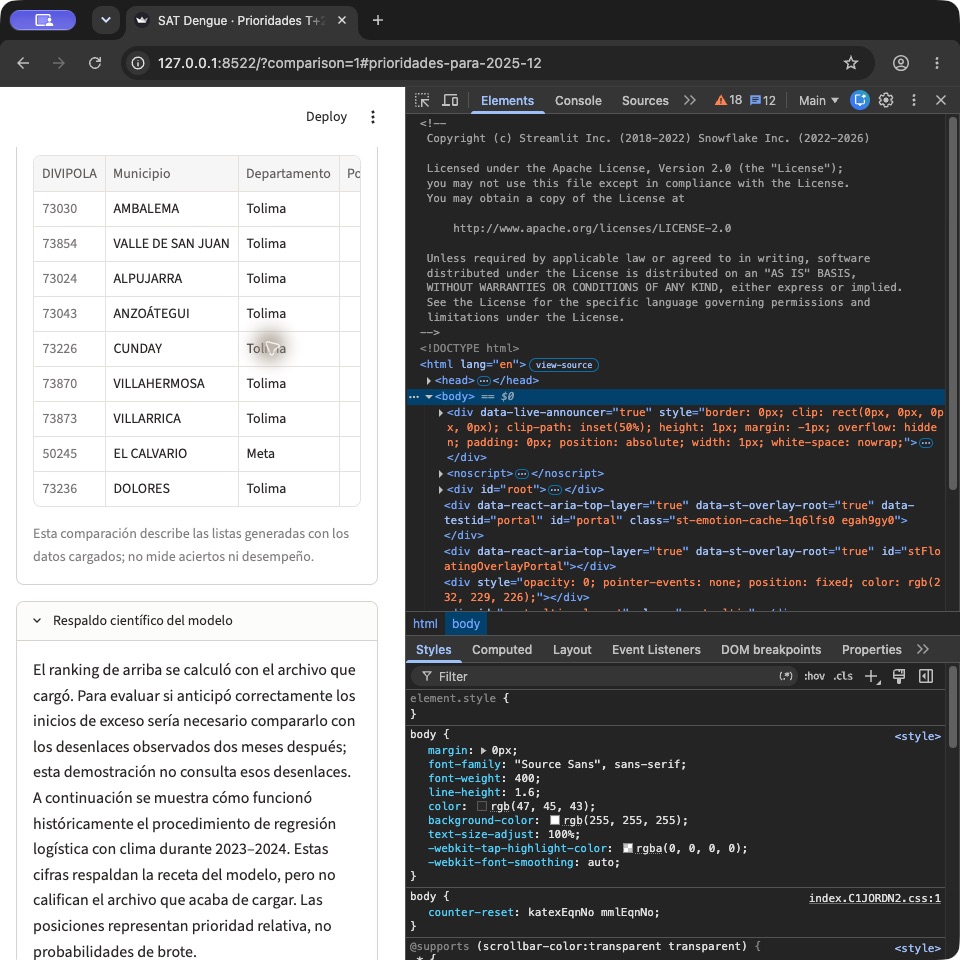 SAT Dengue · Prioridades T+2
127.0.0.1:8522/?comparison=1#prioridades-para-2025-12
Deploy
DIVIPOLA Municipio Departamento Po
73030 AMBALEMA Tolima
73854 VALLE DE SAN JUAN Tolima
73024 ALPUJARRA Tolima
73043 ANZOÁTEGUI Tolima
73226 CUNDAY Tolima
73870 VILLAHERMOSA Tolima
73873 VILLARRICA Tolima
50245 EL CALVARIO Meta
73236 DOLORES Tolima
Esta comparación describe las listas generadas con los
datos cargados; no mide aciertos ni desempeño.
Respaldo científico del modelo
El ranking de arriba se calculó con el archivo que
cargó. Para evaluar si anticipó correctamente los
inicios de exceso sería necesario compararlo con
los desenlaces observados dos meses después;
esta demostración no consulta esos desenlaces.
A continuación se muestra cómo funcionó
históricamente el procedimiento de regresión
logística con clima durante 2023–2024. Estas
cifras respaldan la receta del modelo, pero no
califican el archivo que acaba de cargar. Las
posiciones representan prioridad relativa, no
probabilidades de brote.
Elements Console Sources 18 12 Main
<!--
Copyright (c) Streamlit Inc. (2018-2022) Snowflake Inc. (2022-2026)
Licensed under the Apache License, Version 2.0 (the "License");
you may not use this file except in compliance with the License.
You may obtain a copy of the License at
http://www.apache.org/licenses/LICENSE-2.0
Unless required by applicable law or agreed to in writing, software
distributed under the License is distributed on an "AS IS" BASIS,
WITHOUT WARRANTIES OR CONDITIONS OF ANY KIND, either express or implied.
See the License for the specific language governing permissions and
limitations under the License.
-->
<!DOCTYPE html>
<html lang="en"> view-source
<head> … </head>
… <body> == $0
<div data-live-announcer="true" style="border: 0px; clip: rect(0px, 0px, 0p
x, 0px); clip-path: inset(50%); height: 1px; margin: -1px; overflow: hidde
n; padding: 0px; position: absolute; width: 1px; white-space: nowrap;"> …
</div>
<noscript> … </noscript>
<div id="root"> … </div>
<div data-react-aria-top-layer="true" data-st-overlay-root="true" data-
testid="portal" id="portal" class="st-emotion-cache-1q6lfs0 egah9gy0">
</div>
<div data-react-aria-top-layer="true" data-st-overlay-root="true" id="stFlo
atingOverlayPortal"></div>
<div style="opacity: 0; pointer-events: none; position: fixed; color: rgb(2
32, 229, 226);"></div>
html body
Styles Computed Layout Event Listeners DOM breakpoints Properties
Filter (.*) :hov .cls
element.style {
}
body { <style>
margin: 0px;
font-family: "Source Sans", sans-serif;
font-weight: 400;
line-height: 1.6;
color: rgb(47, 45, 43);
background-color: rgb(255, 255, 255);
text-size-adjust: 100%;
-webkit-tap-highlight-color: rgba(0, 0, 0, 0);
-webkit-font-smoothing: auto;
}
body { index.C1JORDN2.css:1
counter-reset: katexEqnNo mmlEqnNo;
}
@supports (scrollbar-color:transparent transparent) { <style>
* {